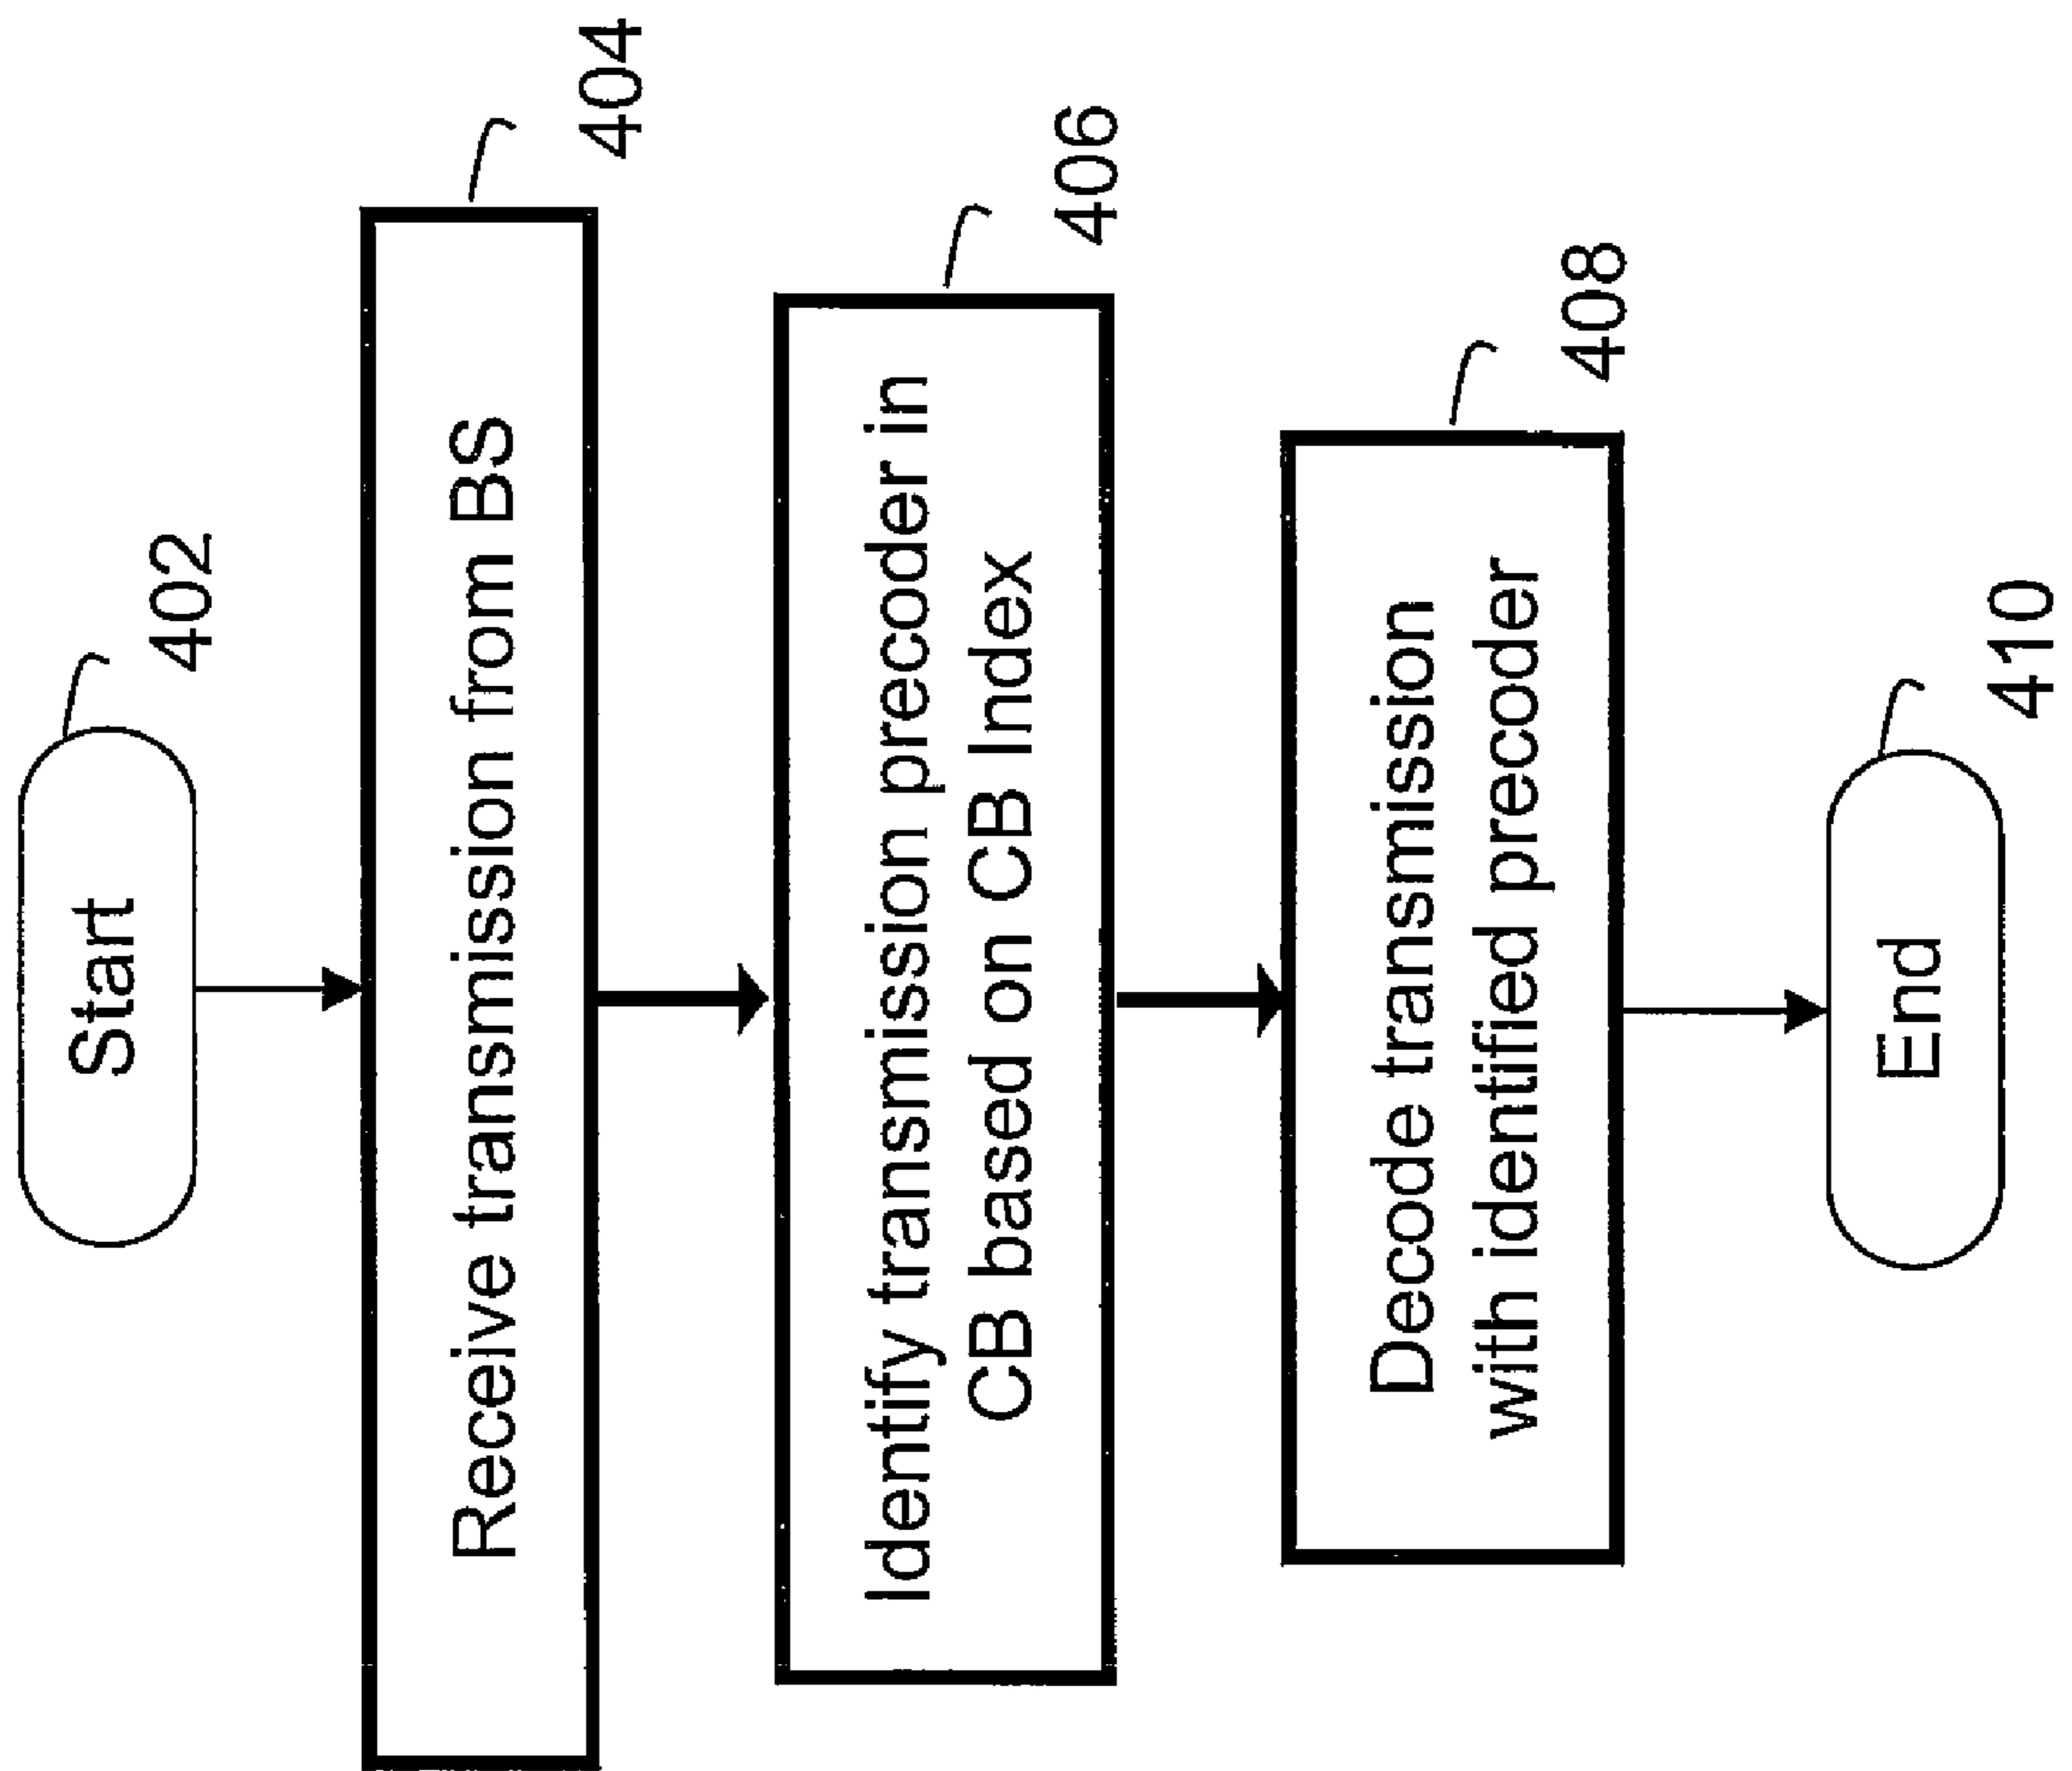 Start
402
Receive transmission from BS
404
Identify transmission precoder in
CB based on CB Index
406
Decode transmission
with identified precoder
408
End
410